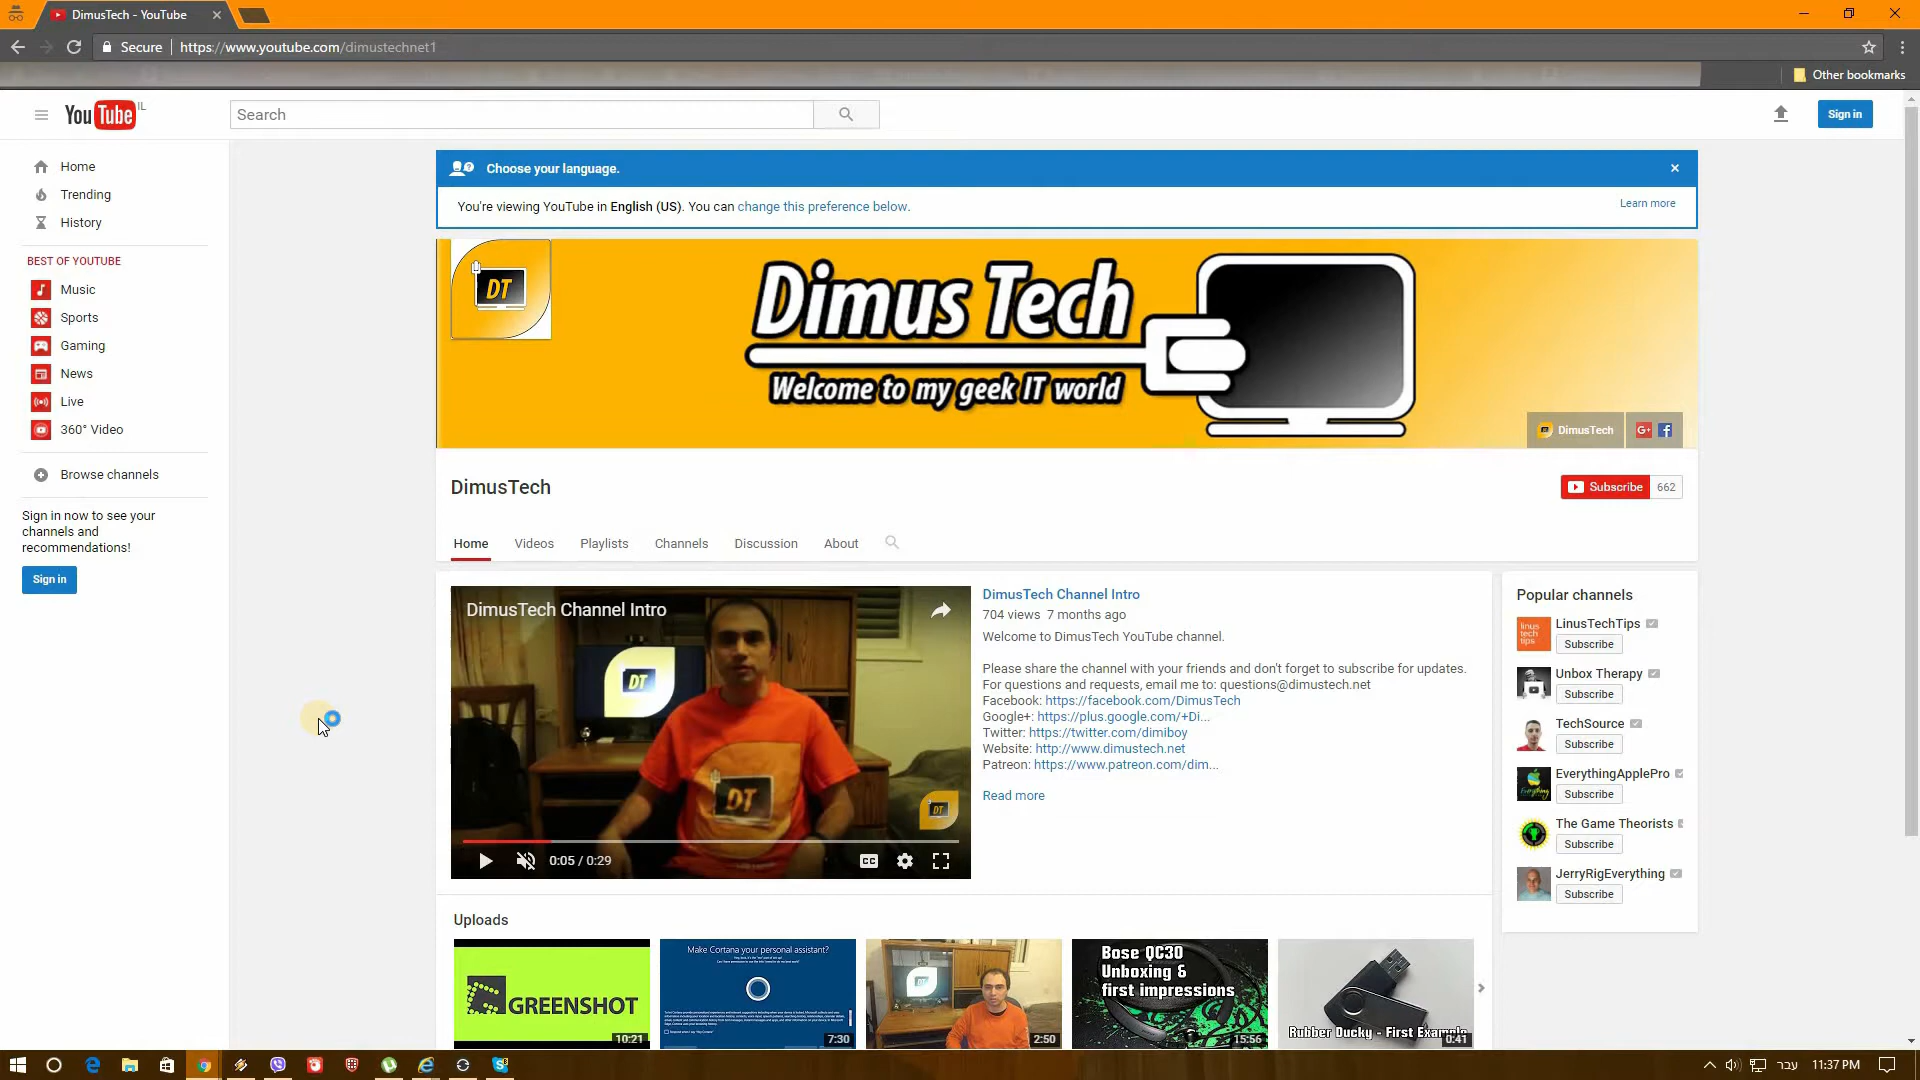 DimusTech - YouTube
Secure
https://www.youtube.com/dimustechnet1
Other bookmarks
YouTube IL
Search
Sign in
Home
Trending
History
BEST OF YOUTUBE
Music
Sports
Gaming
News
Live
360° Video
Browse channels
Sign in now to see your
channels and
recommendations!
Sign in
Choose your language.
You're viewing YouTube in English (US). You can change this preference below.
Learn more
DT
Dimus Tech
Welcome to my geek IT world
DimusTech
G+
DimusTech
Subscribe 662
Home
Videos
Playlists
Channels
Discussion
About
DimusTech Channel Intro
DT
DT
DT
0:05 / 0:29
CC
DimusTech Channel Intro
704 views 7 months ago
Welcome to DimusTech YouTube channel.
Please share the channel with your friends and don't forget to subscribe for updates.
For questions and requests, email me to: questions@dimustech.net
Facebook: https://facebook.com/DimusTech
Google+: https://plus.google.com/+Di...
Twitter: https://twitter.com/dimiboy
Website: http://www.dimustech.net
Patreon: https://www.patreon.com/dim...
Read more
Popular channels
linus
tech
tips
LinusTechTips
Subscribe
Unbox Therapy
Subscribe
TechSource
Subscribe
EverythingApplePro
Subscribe
The Game Theorists
Subscribe
JerryRigEverything
Subscribe
Uploads
GREENSHOT
10:21
Make Cortana your personal assistant?
7:30
2:50
Bose QC30
Unboxing &
first impressions
15:56
Rubber Ducky - First Example
0:41
עבר
11:37 PM